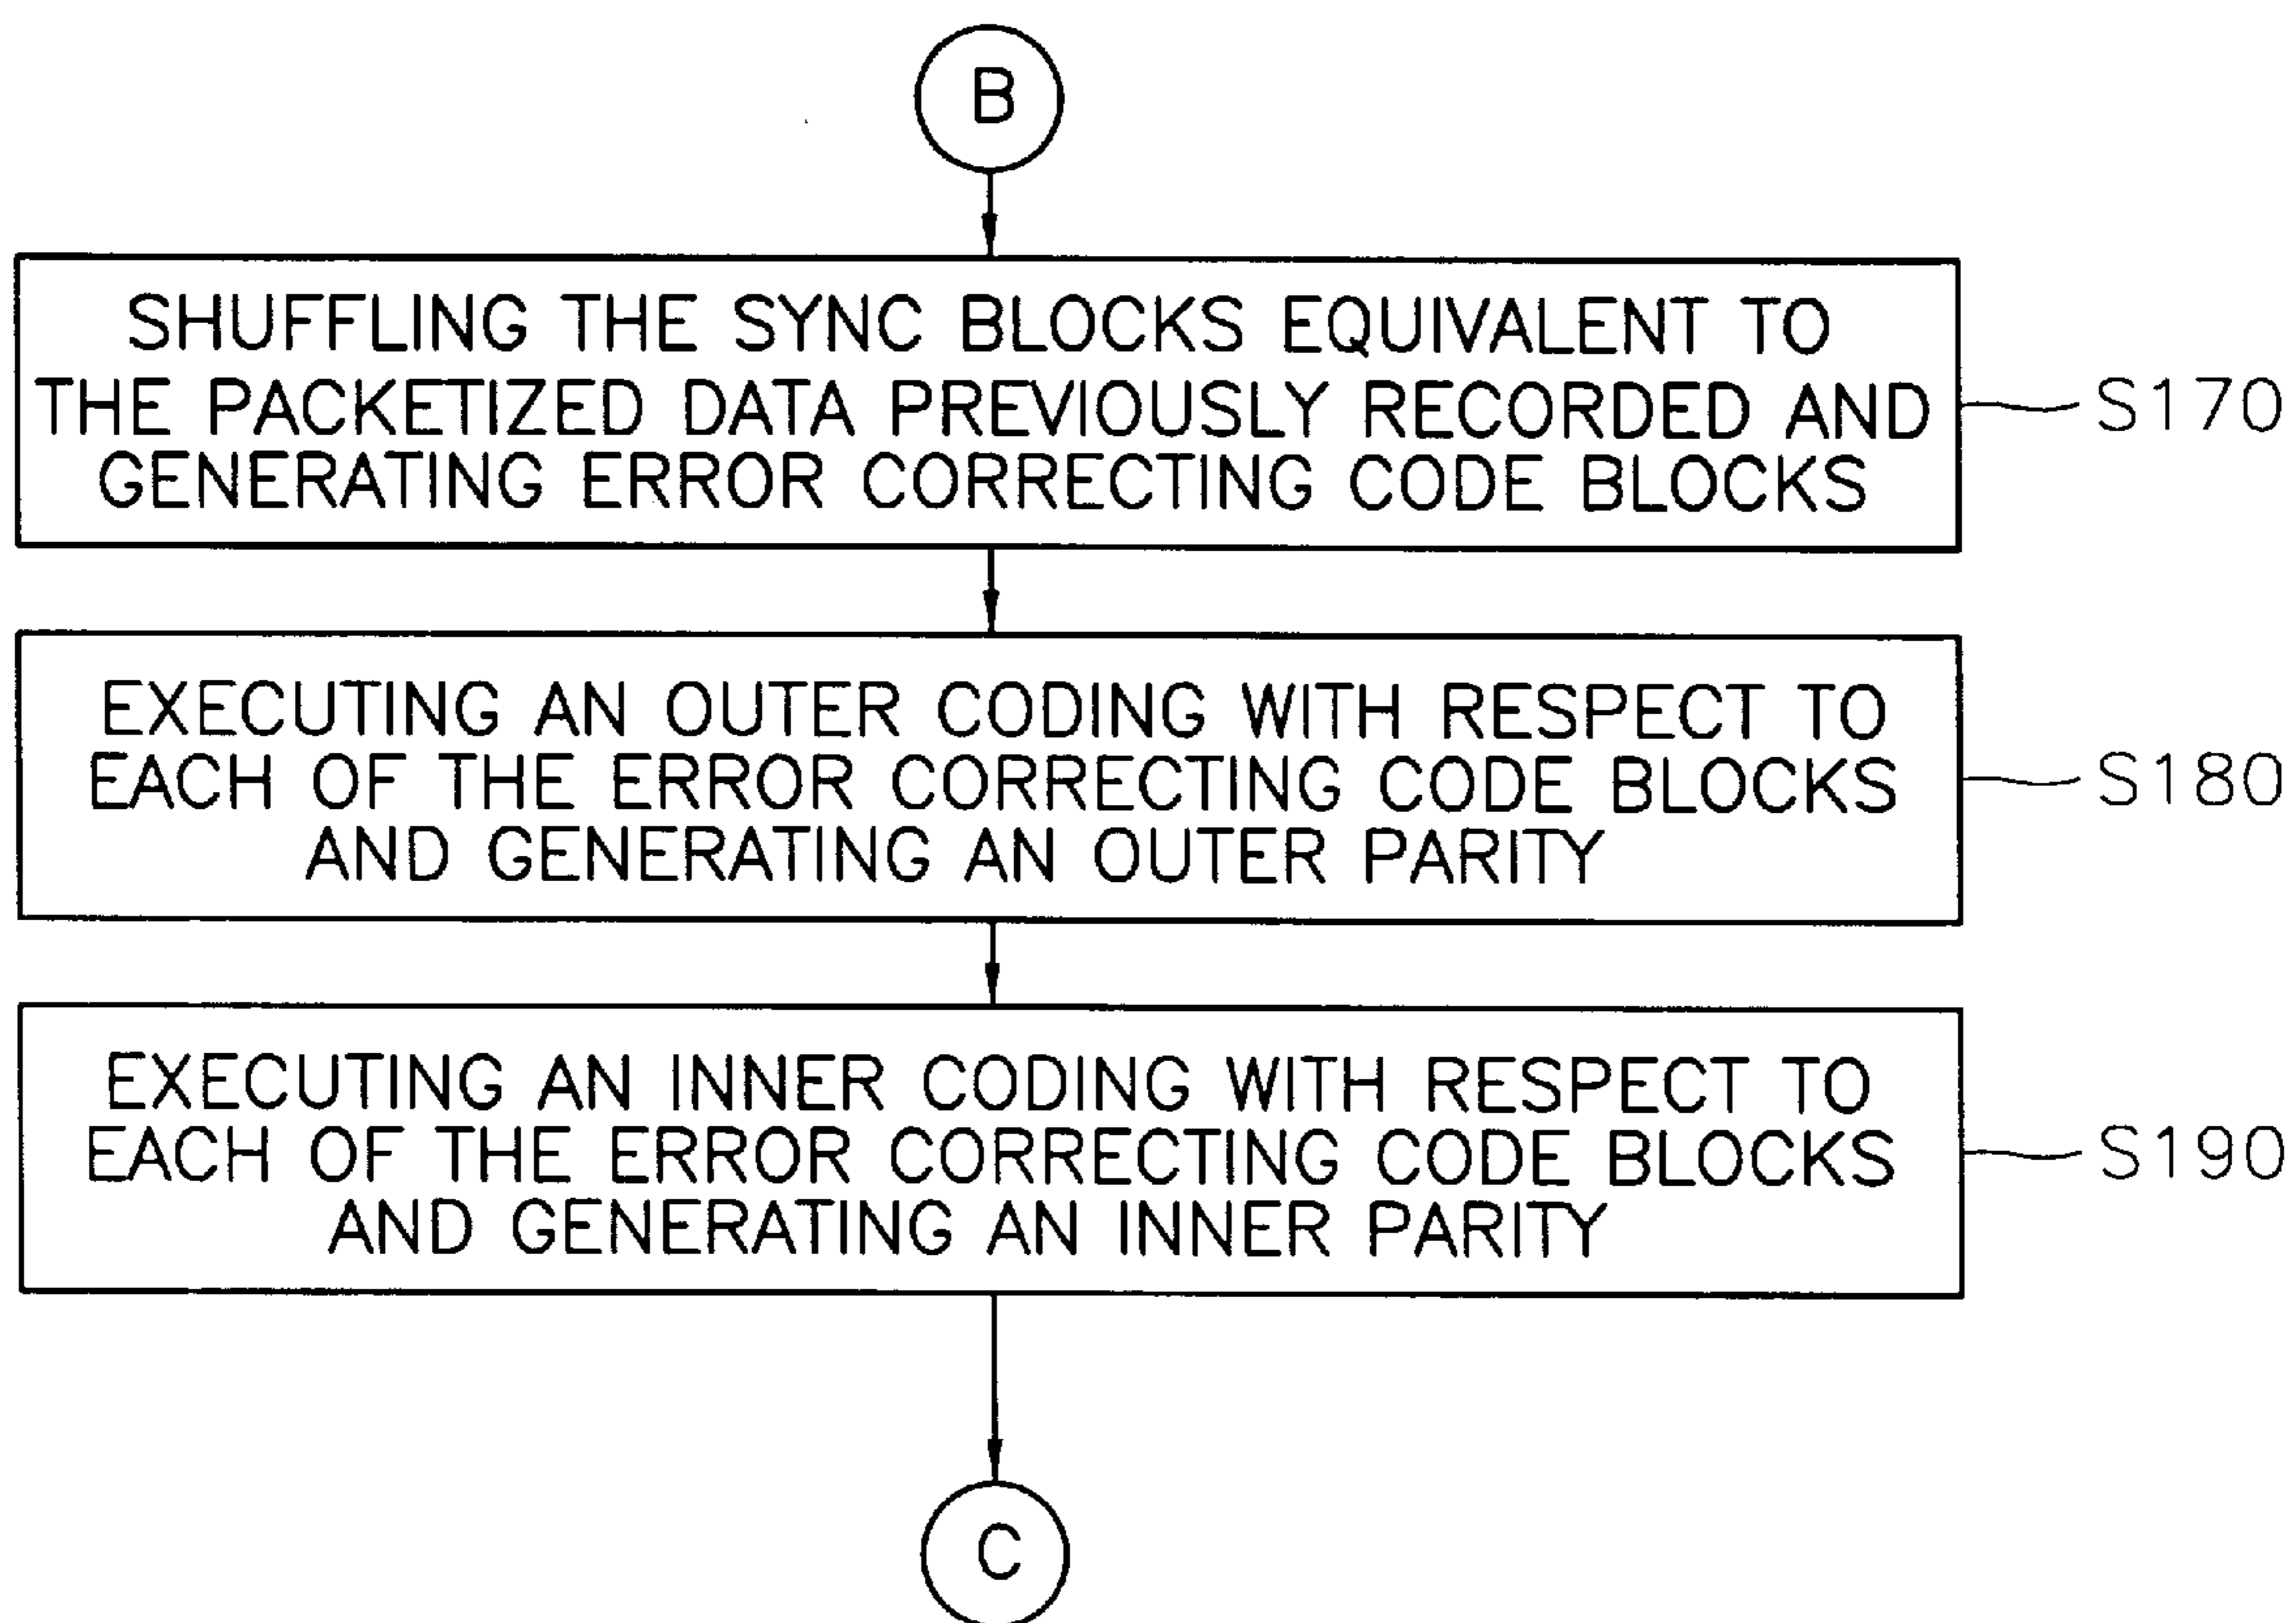 B
SHUFFLING THE SYNC BLOCKS EQUIVALENT TO
THE PACKETIZED DATA PREVIOUSLY RECORDED AND
GENERATING ERROR CORRECTING CODE BLOCKS
S170
EXECUTING AN OUTER CODING WITH RESPECT TO
EACH OF THE ERROR CORRECTING CODE BLOCKS
AND GENERATING AN OUTER PARITY
S180
EXECUTING AN INNER CODING WITH RESPECT TO
EACH OF THE ERROR CORRECTING CODE BLOCKS
AND GENERATING AN INNER PARITY
S190
C